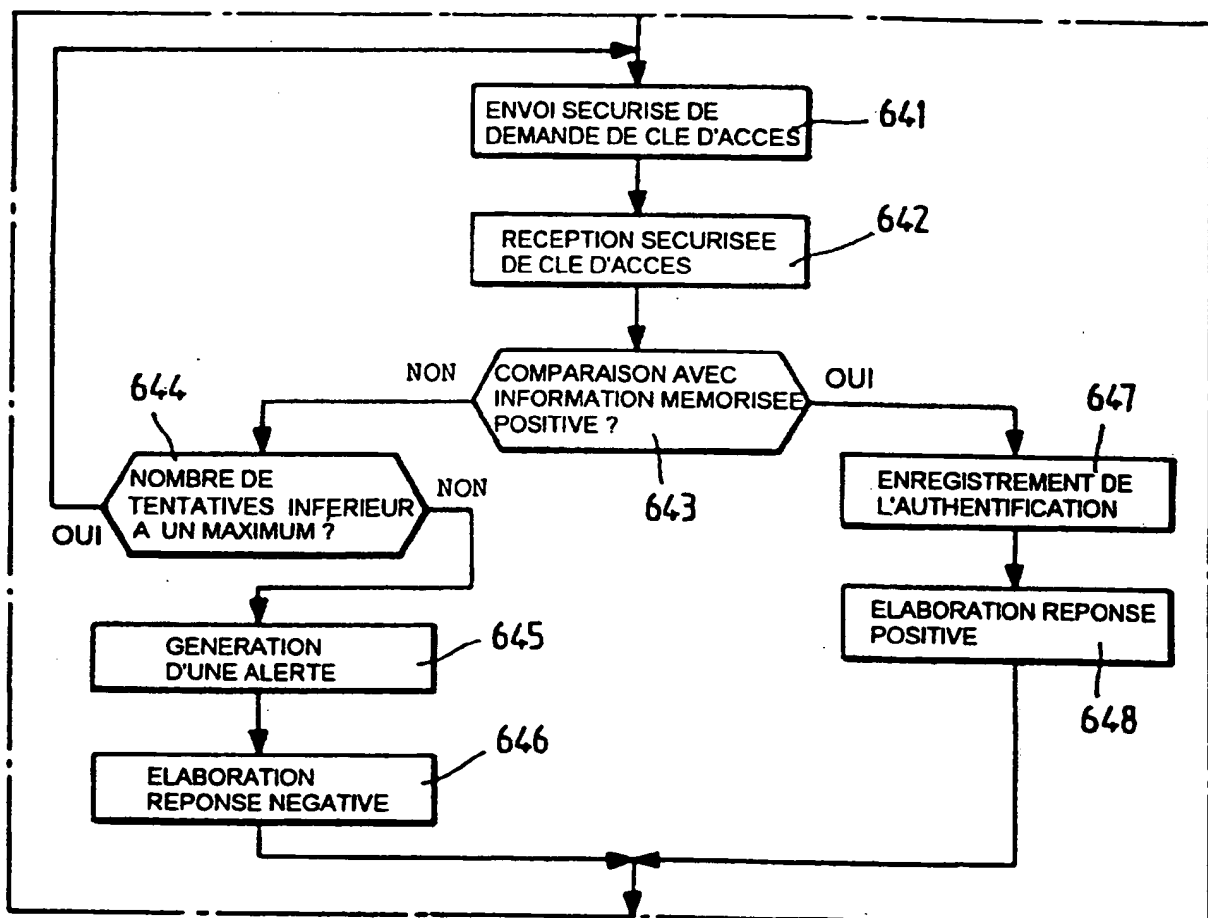 ENVOI SECURISE DE
DEMANDE DE CLE D'ACCES
641
RECEPTION SECURISEE
DE CLE D'ACCES
642
COMPARAISON AVEC
INFORMATION MEMORISEE
POSITIVE ?
643
NON
OUI
644
NOMBRE DE
TENTATIVES INFERIEUR
A UN MAXIMUM ?
OUI
NON
647
ENREGISTREMENT DE
L'AUTHENTIFICATION
GENERATION
D'UNE ALERTE
645
ELABORATION REPONSE
POSITIVE
648
ELABORATION
REPONSE NEGATIVE
646